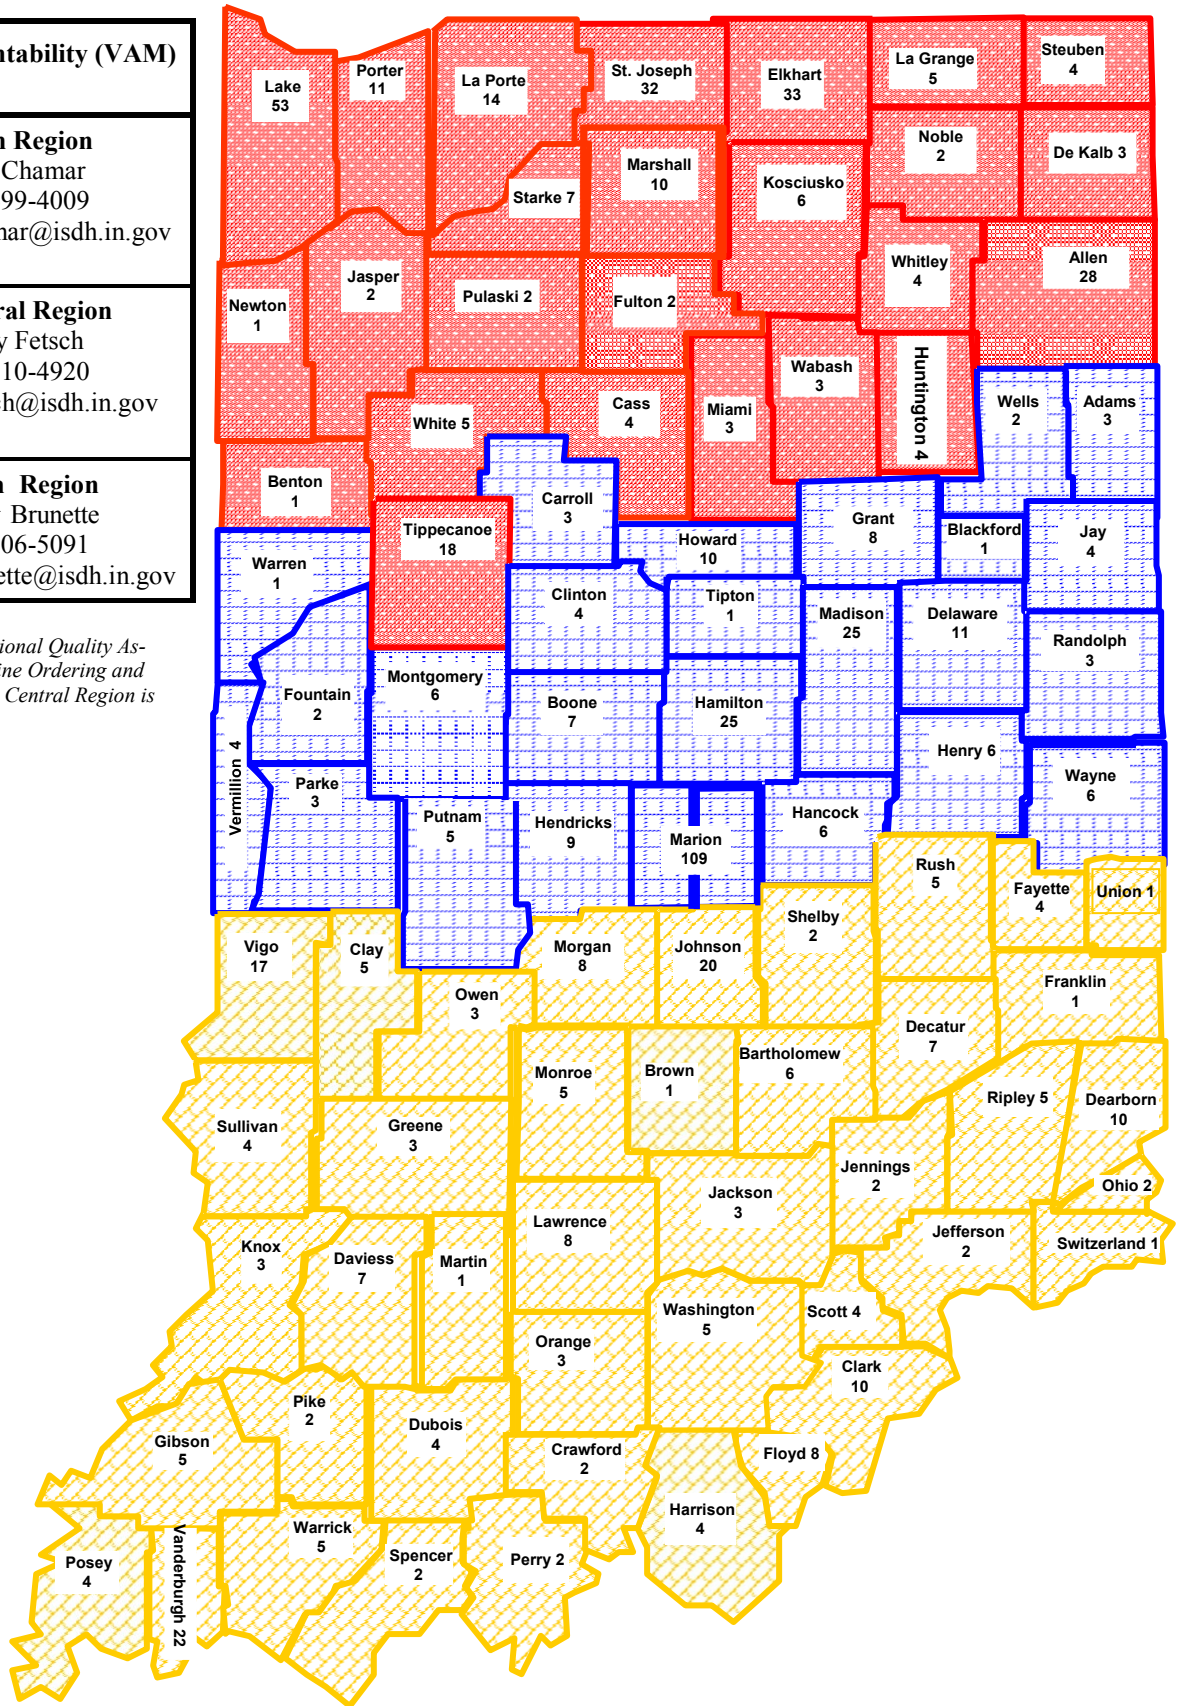 ntability (VAM)
n Region
Chamar
99-4009
nar@isdh.in.gov
ral Region
y Fetsch
10-4920
ch@isdh.in.gov
n Region
y Brunette
06-5091
ette@isdh.in.gov
ional Quality As-
ine Ordering and
Central Region is
Lake
53
Porter
11
La Porte
14
St. Joseph
32
Elkhart
33
La Grange
5
Steuben
4
Noble
2
De Kalb 3
Marshall
10
Kosciusko
6
Starke 7
Whitley
4
Allen
28
Newton
1
Jasper
2
Pulaski 2
Fulton 2
Wabash
3
Huntington 4
Miami
3
Cass
4
White 5
Benton
1
Tippecanoe
18
Wells
2
Adams
3
Carroll
3
Grant
8
Blackford
1
Jay
4
Howard
10
Warren
1
Clinton
4
Tipton
1
Madison
25
Delaware
11
Randolph
3
Montgomery
6
Fountain
2
Boone
7
Hamilton
25
Henry 6
Wayne
6
Vermillion 4
Parke
3
Putnam
5
Hendricks
9
Marion
109
Hancock
6
Rush
5
Fayette
4
Union 1
Vigo
17
Clay
5
Morgan
8
Johnson
20
Shelby
2
Owen
3
Franklin
1
Decatur
7
Monroe
5
Brown
1
Bartholomew
6
Ripley 5
Dearborn
10
Sullivan
4
Greene
3
Jennings
2
Ohio 2
Jackson
3
Lawrence
8
Jefferson
2
Switzerland 1
Knox
3
Daviess
7
Martin
1
Washington
5
Scott 4
Orange
3
Clark
10
Pike
2
Dubois
4
Gibson
5
Crawford
2
Floyd 8
Harrison
4
Posey
4
Vanderburgh 22
Warrick
5
Spencer
2
Perry 2